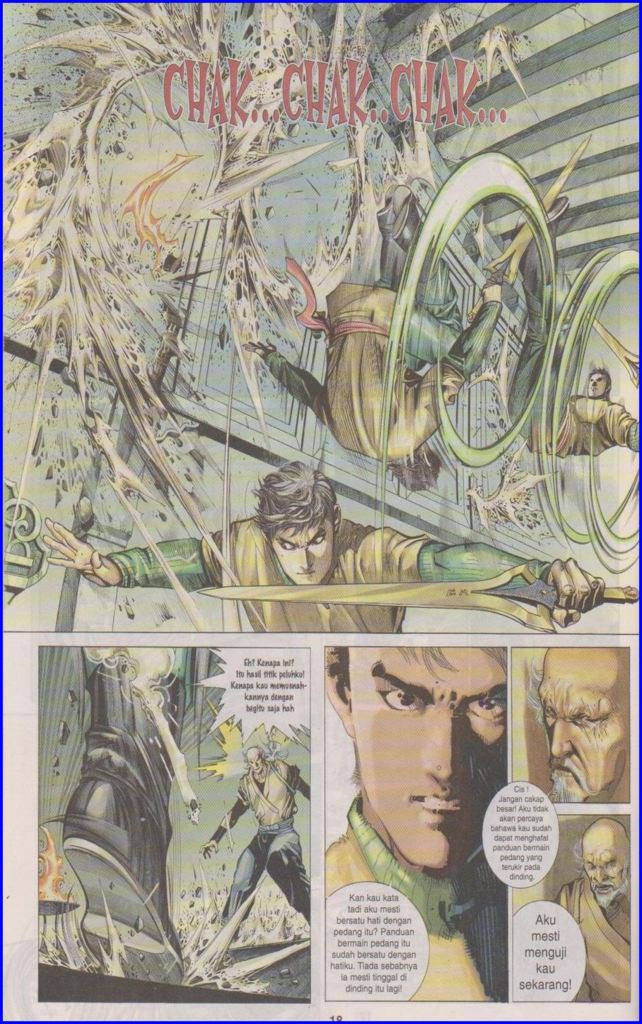 CHAK...CHAK..CHAK...
Eh? Kenapa ini?
Itu hasil titik peluhku!
Kenapa kau memusnah-
kannya dengan
begitu saja hah
Kan kau kata
tadi aku mesti
bersatu hati dengan
pedang itu? Panduan
bermain pedang itu
sudah bersatu dengan
hatiku. Tiada sebabnya
ia mesti tinggal di
dinding itu lagi!
Cis !
Jangan cakap
besar! Aku tidak
akan percaya
bahawa kau sudah
dapat menghafal
panduan bermain
pedang yang
terukir pada
dinding.
Aku
mesti
menguji
kau
sekarang!
18